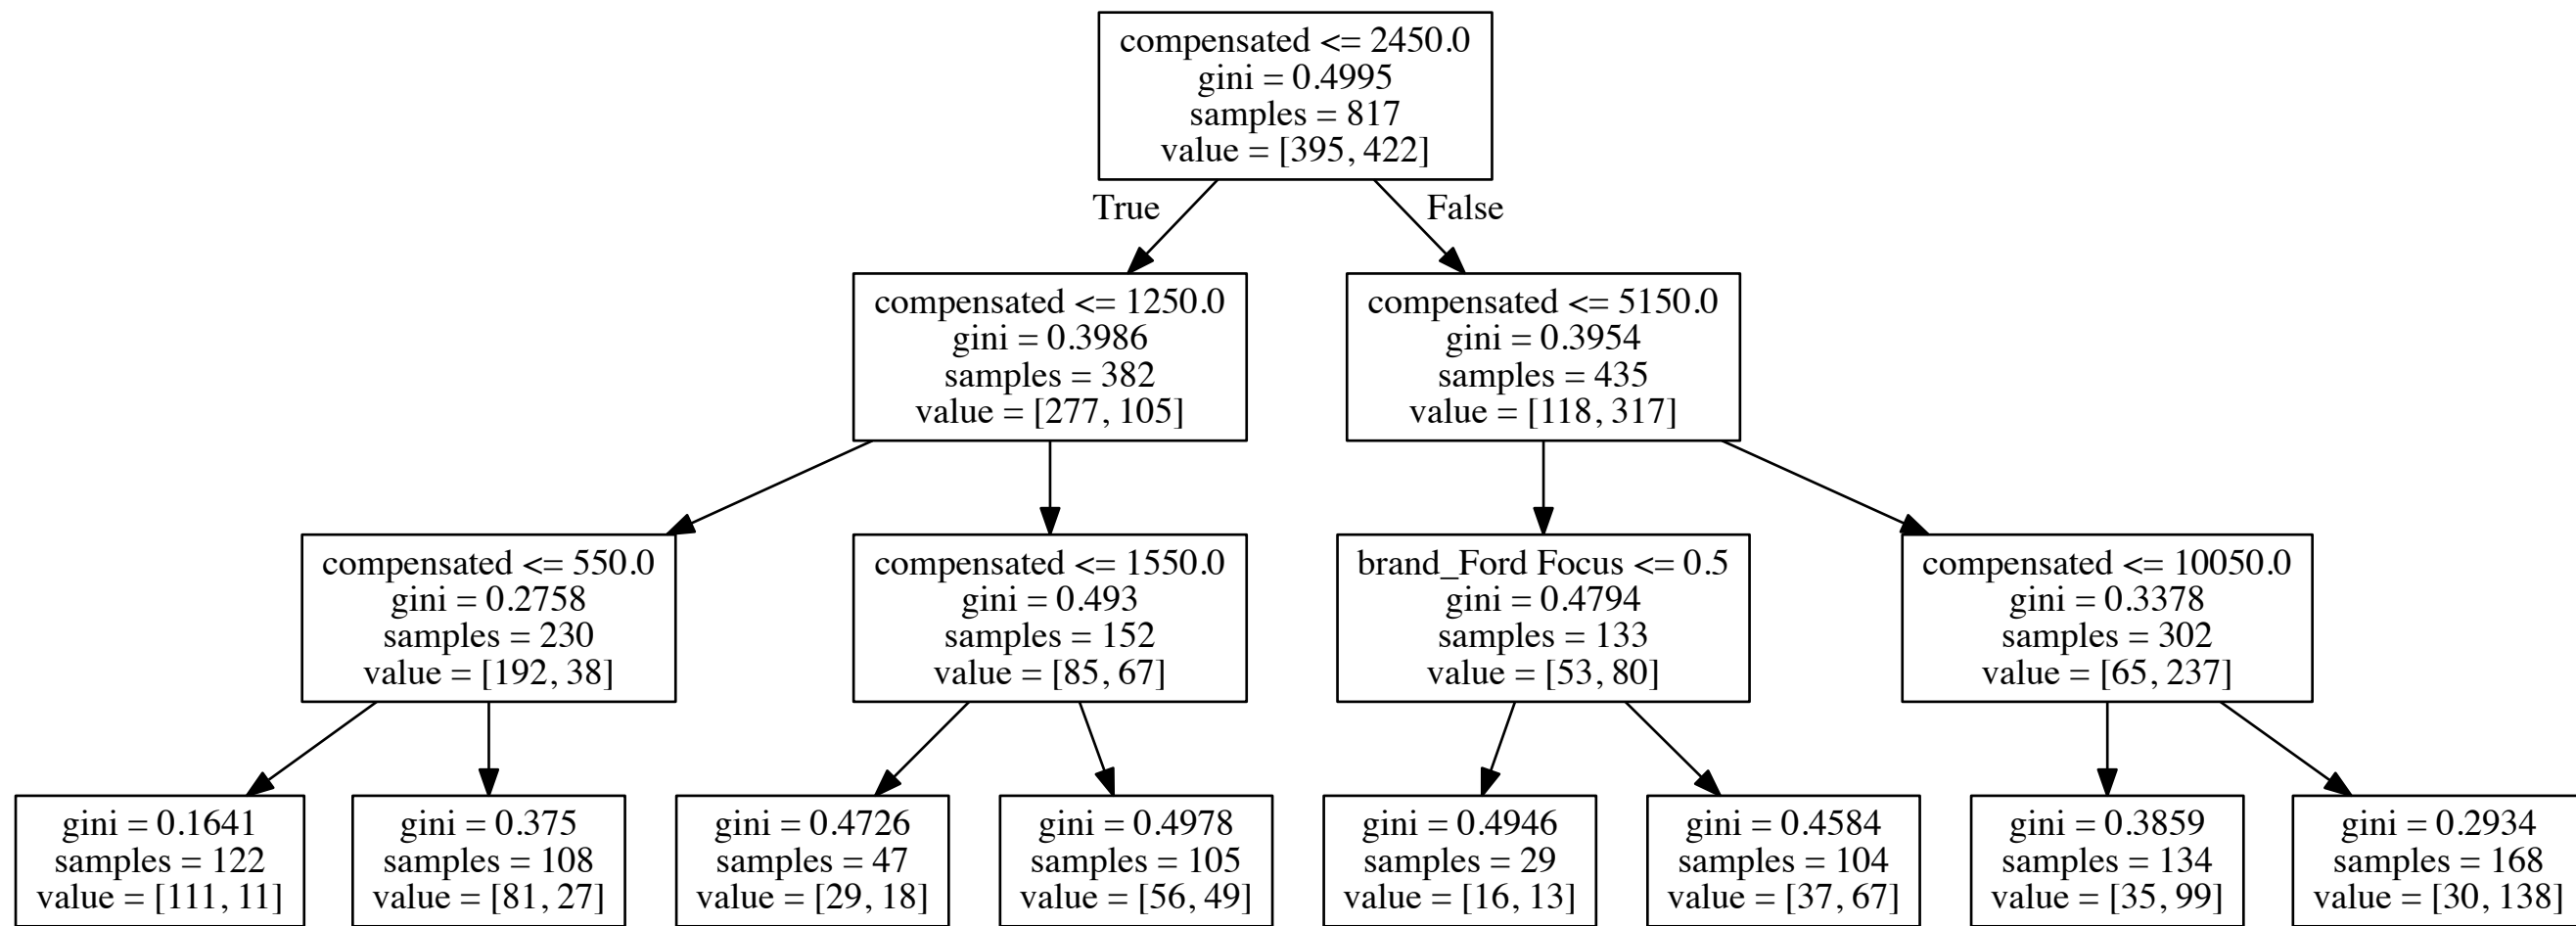 compensated <= 2450.0
gini = 0.4995
samples = 817
value = [395, 422]
True
False
compensated <= 1250.0
gini = 0.3986
samples = 382
value = [277, 105]
compensated <= 5150.0
gini = 0.3954
samples = 435
value = [118, 317]
compensated <= 550.0
gini = 0.2758
samples = 230
value = [192, 38]
compensated <= 1550.0
gini = 0.493
samples = 152
value = [85, 67]
brand_Ford Focus <= 0.5
gini = 0.4794
samples = 133
value = [53, 80]
compensated <= 10050.0
gini = 0.3378
samples = 302
value = [65, 237]
gini = 0.1641
samples = 122
value = [111, 11]
gini = 0.375
samples = 108
value = [81, 27]
gini = 0.4726
samples = 47
value = [29, 18]
gini = 0.4978
samples = 105
value = [56, 49]
gini = 0.4946
samples = 29
value = [16, 13]
gini = 0.4584
samples = 104
value = [37, 67]
gini = 0.3859
samples = 134
value = [35, 99]
gini = 0.2934
samples = 168
value = [30, 138]